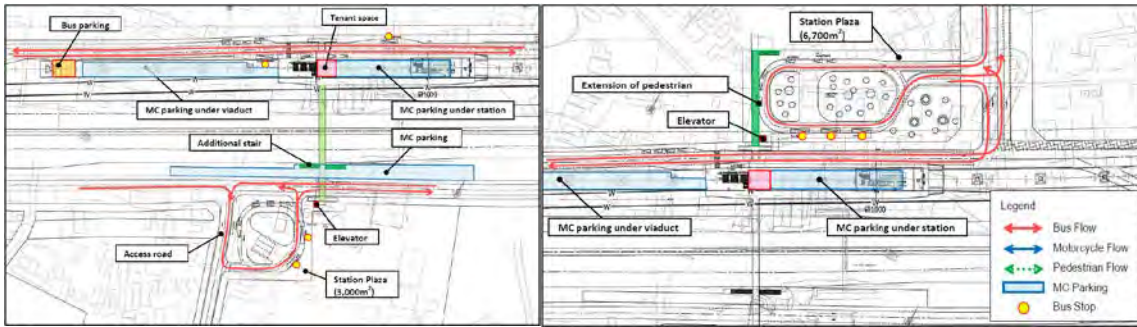 Bus parking
Tenant space
MC parking under viaduct
MC parking under station
MC parking
Additional stair
Elevator
Access road
Station Plaza
(3,000m²)
Station Plaza
(6,700m²)
Extension of pedestrian
Elevator
MC parking under viaduct
MC parking under station
Legend
Bus Flow
Motorcycle Flow
Pedestrian Flow
MC Parking
Bus Stop